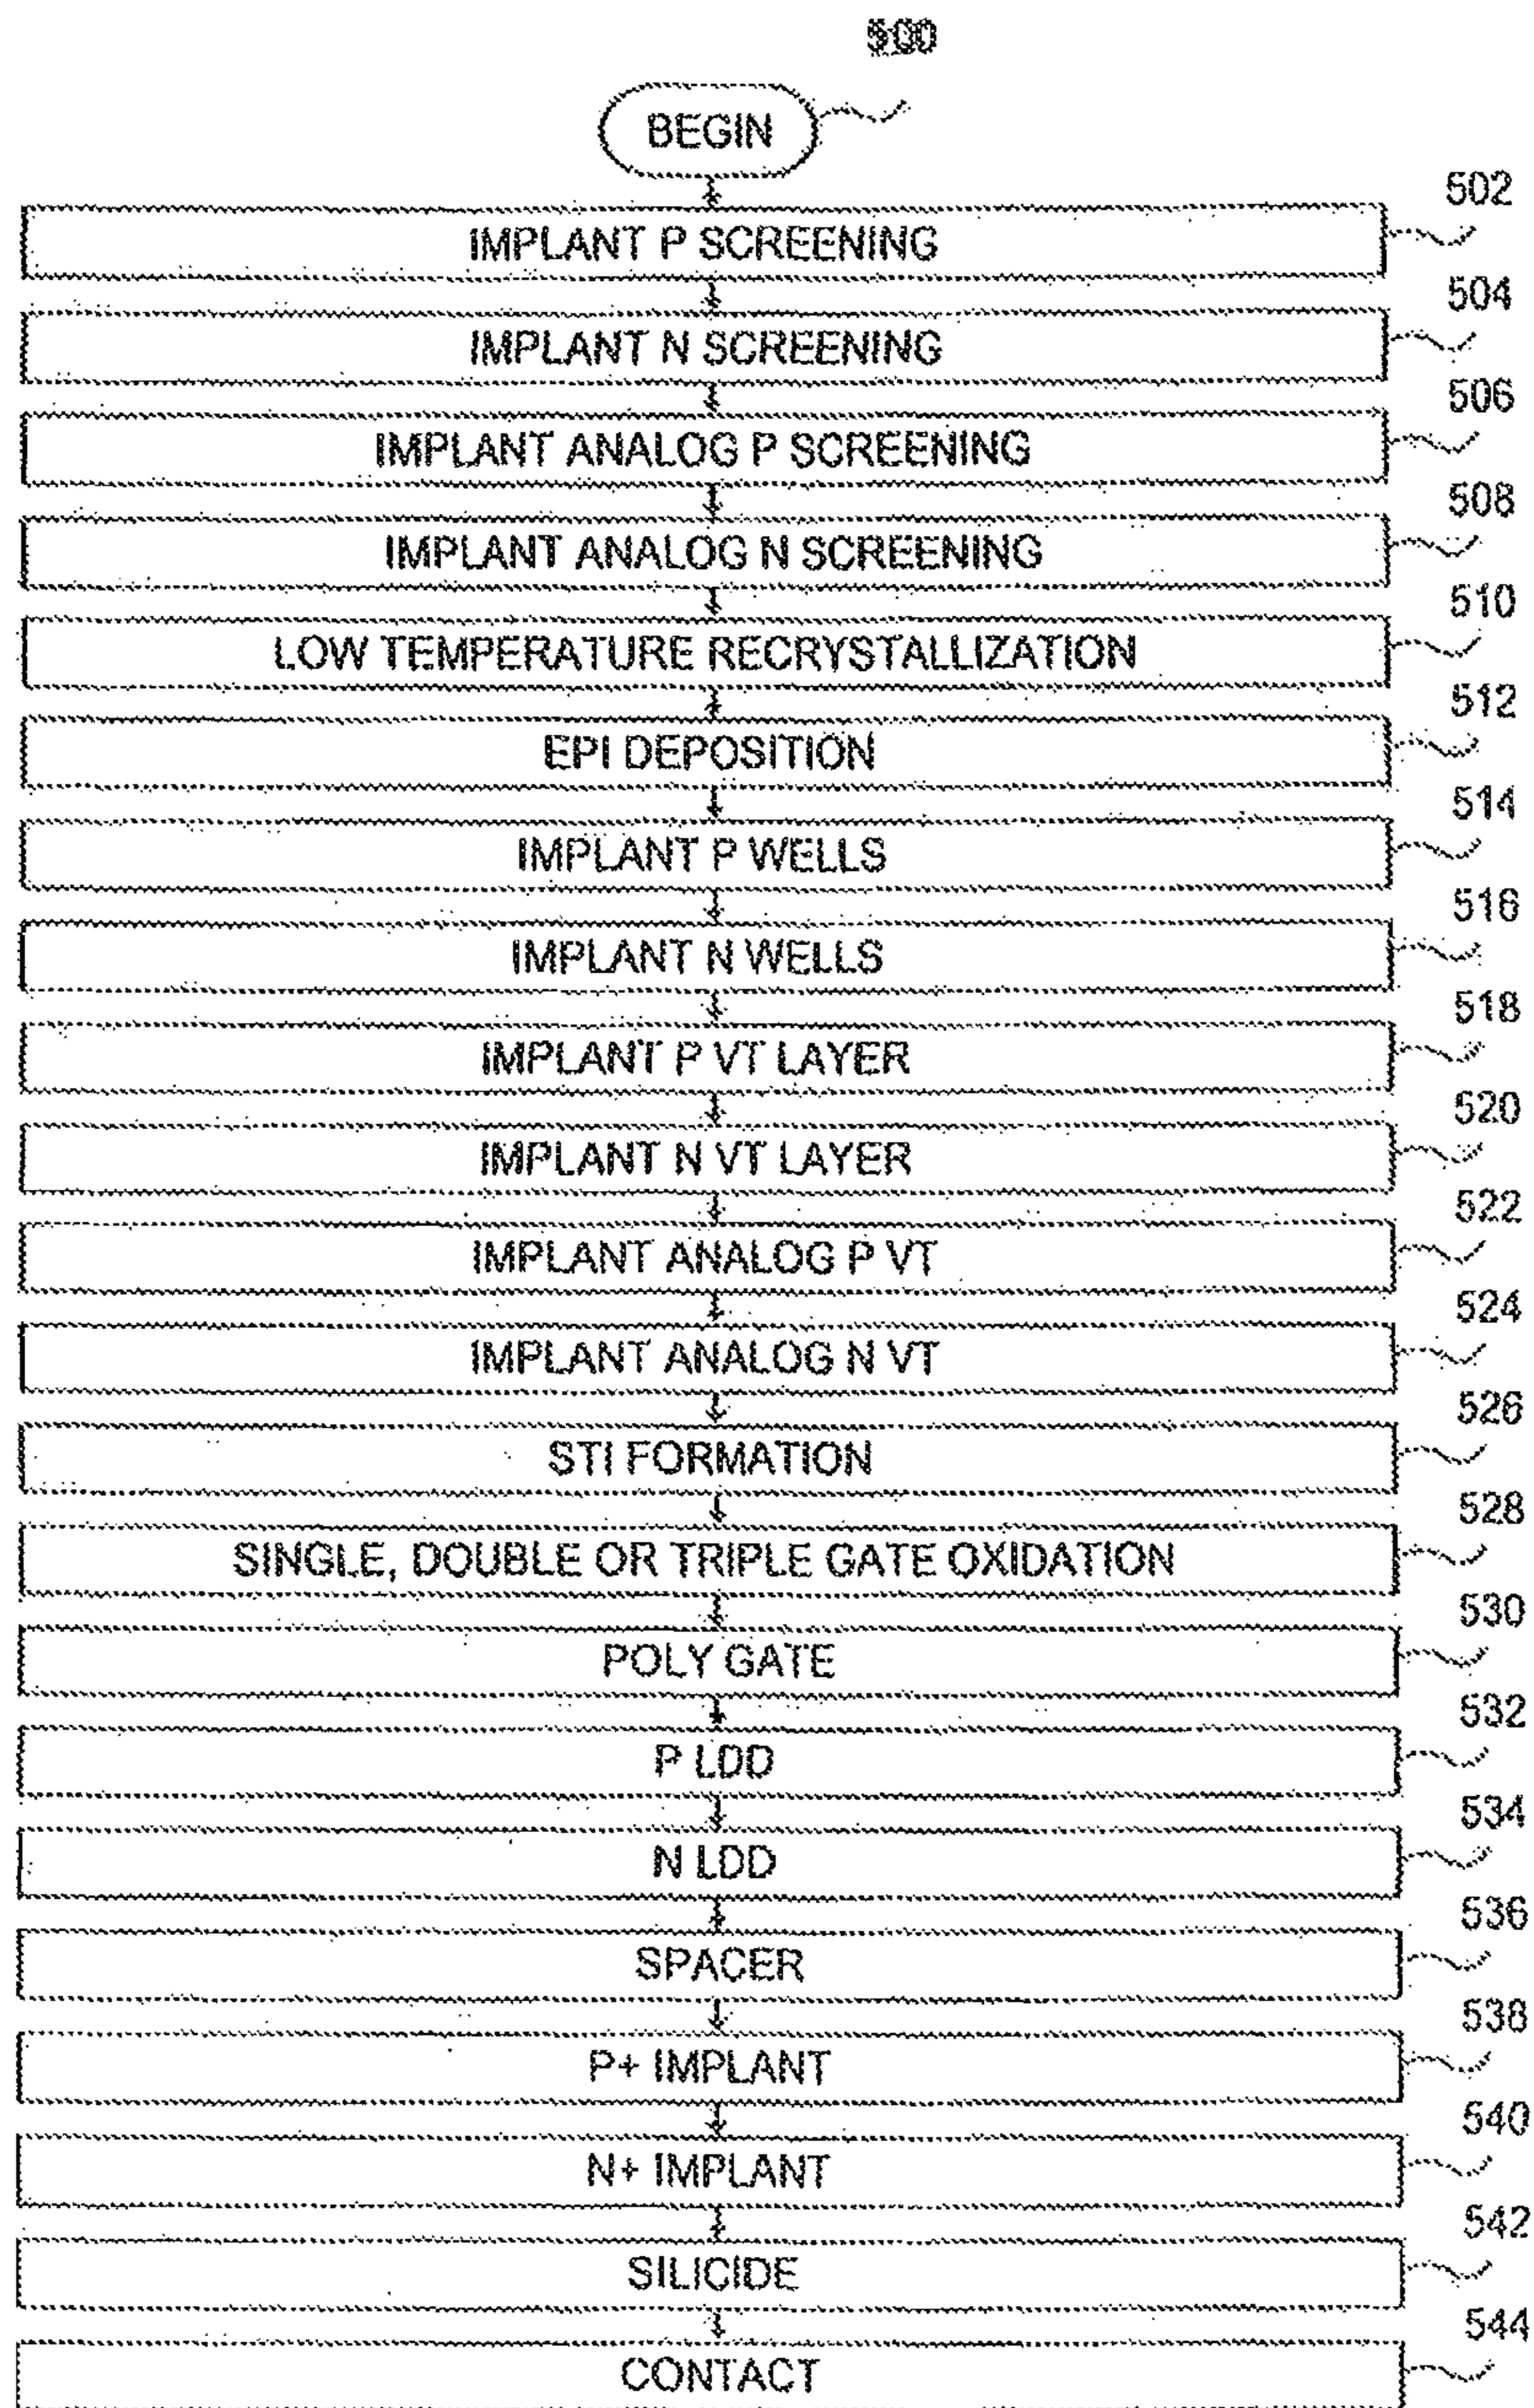 500
BEGIN
502
IMPLANT P SCREENING
504
IMPLANT N SCREENING
506
IMPLANT ANALOG P SCREENING
508
IMPLANT ANALOG N SCREENING
510
LOW TEMPERATURE RECRYSTALLIZATION
512
EPI DEPOSITION
514
IMPLANT P WELLS
516
IMPLANT N WELLS
518
IMPLANT P VT LAYER
520
IMPLANT N VT LAYER
522
IMPLANT ANALOG P VT
524
IMPLANT ANALOG N VT
526
STI FORMATION
528
SINGLE, DOUBLE OR TRIPLE GATE OXIDATION
530
POLY GATE
532
P LDD
534
N LDD
536
SPACER
538
P+ IMPLANT
540
N+ IMPLANT
542
SILICIDE
544
CONTACT